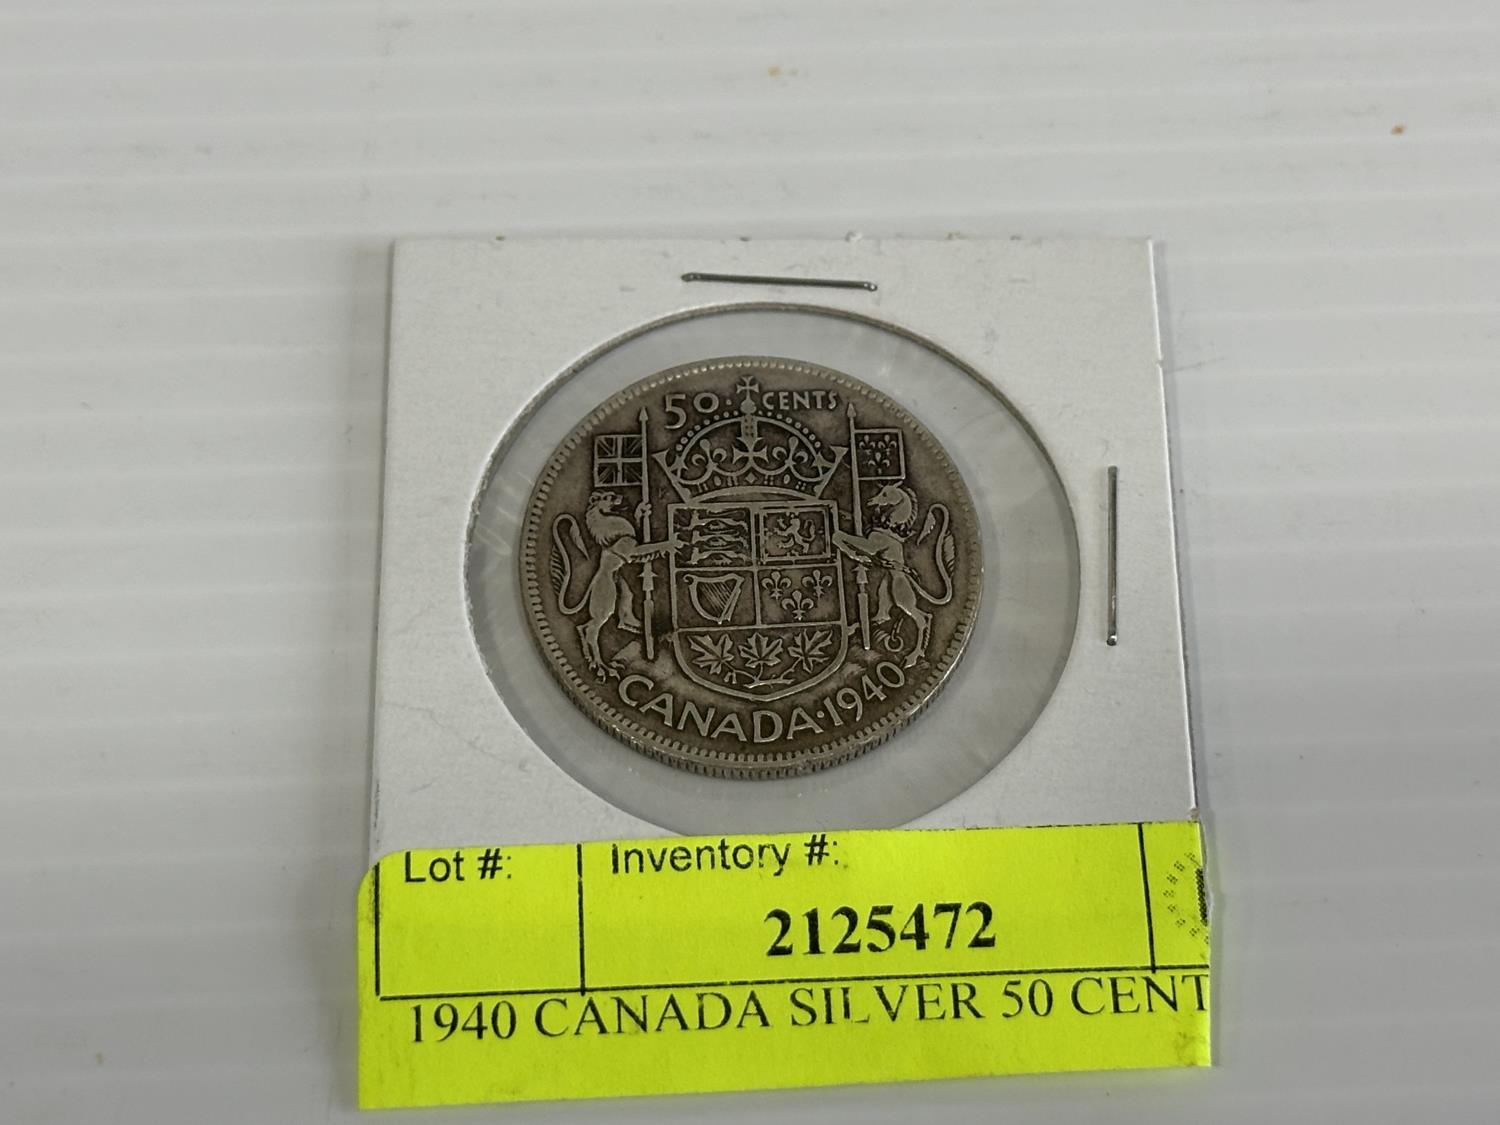 50 CENTS
CANADA·1940
Lot #:
Inventory #:
2125472
1940 CANADA SILVER 50 CENT